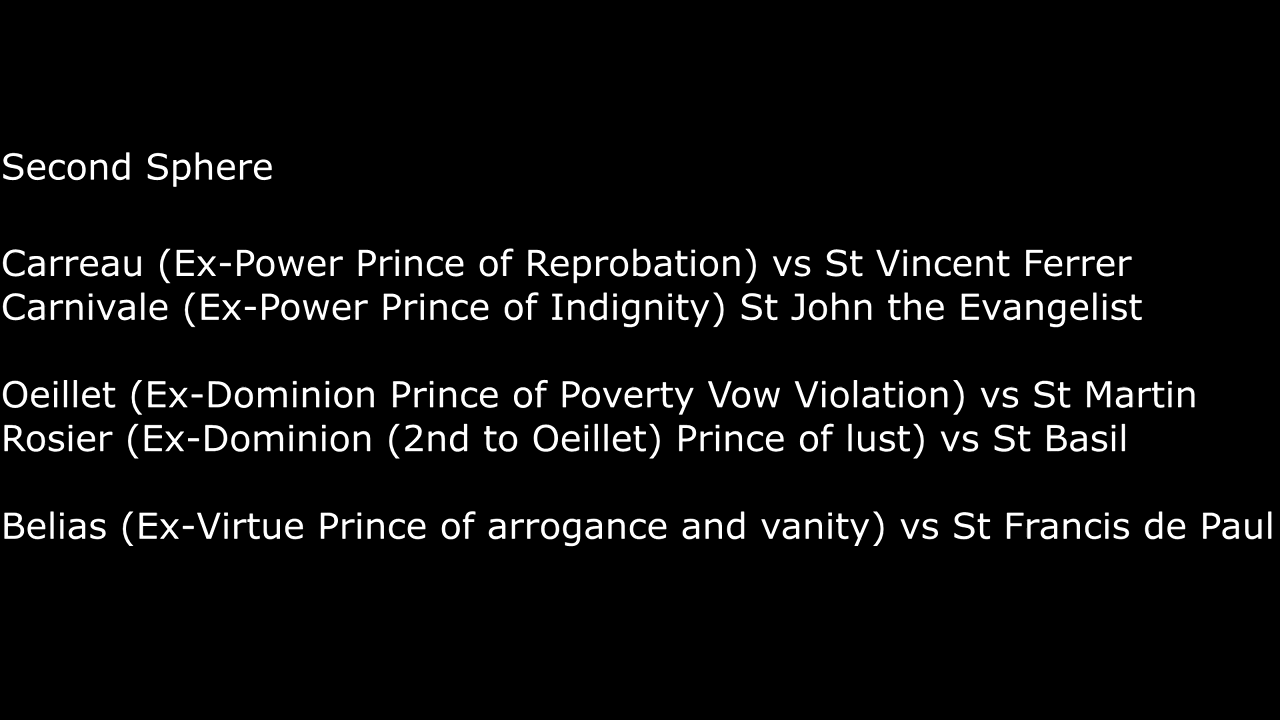 Second Sphere
Carreau (Ex-Power Prince of Reprobation) vs St Vincent Ferrer
Carnivale (Ex-Power Prince of Indignity) St John the Evangelist
Oeillet (Ex-Dominion Prince of Poverty Vow Violation) vs St Martin
Rosier (Ex-Dominion (2nd to Oeillet) Prince of lust) vs St Basil
Belias (Ex-Virtue Prince of arrogance and vanity) vs St Francis de Paul